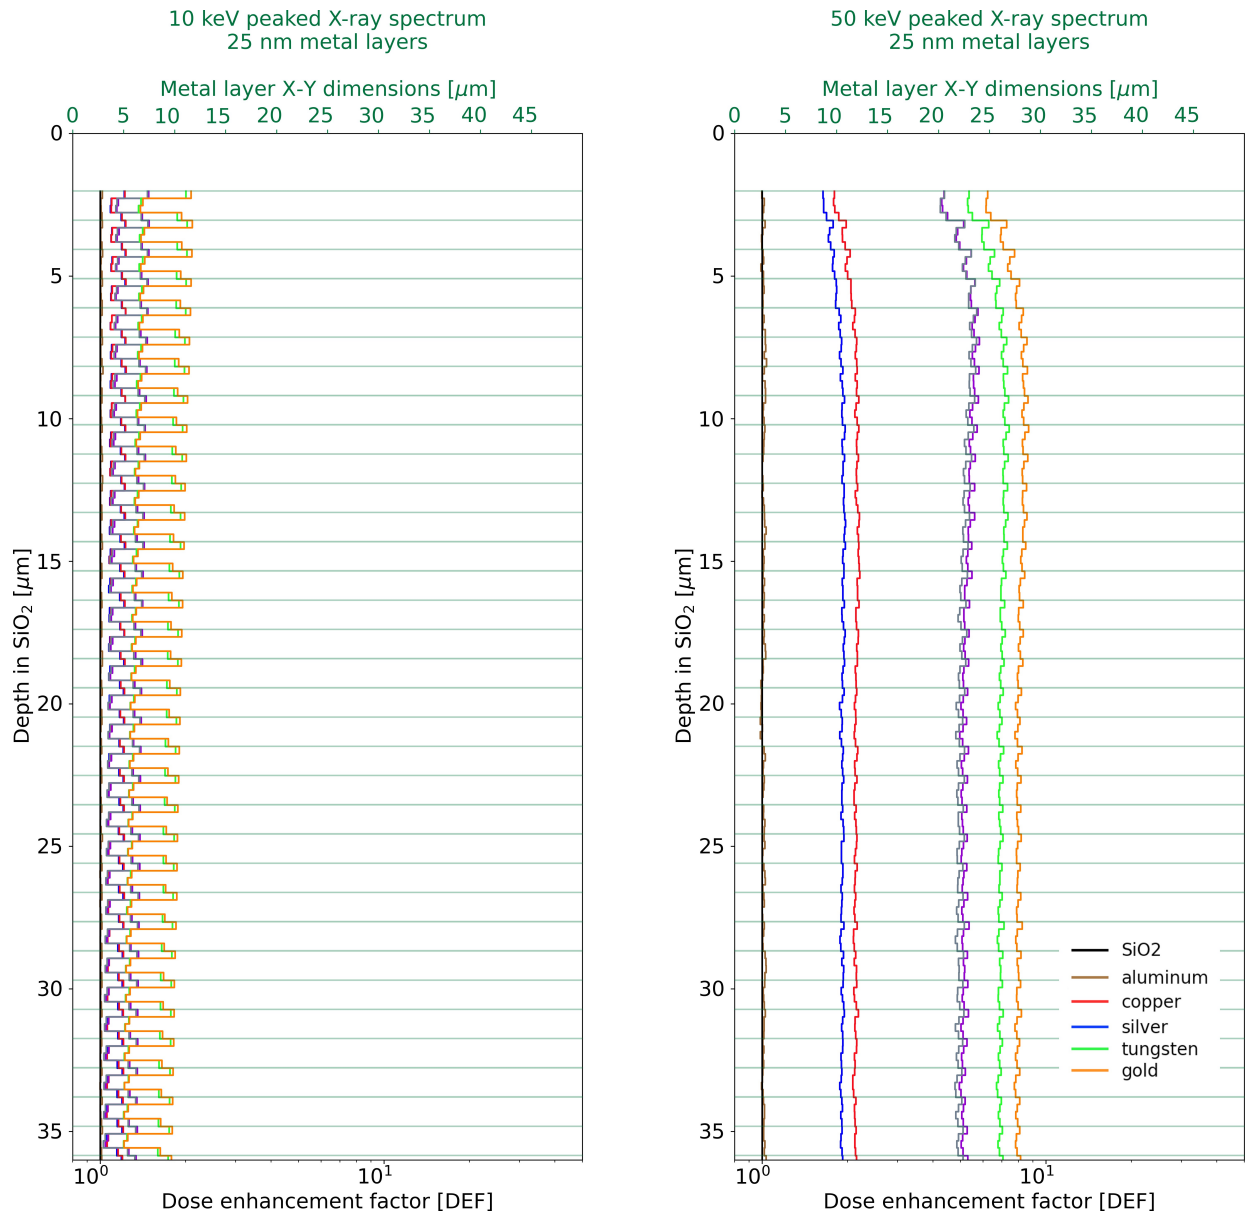 10 keV peaked X-ray spectrum
25 nm metal layers
Metal layer X-Y dimensions [μm]
0 5 10 15 20 25 30 35 40 45
0
5
10
15
20
25
30
35
Depth in SiO₂ [μm]
10⁰ 10¹
Dose enhancement factor [DEF]
50 keV peaked X-ray spectrum
25 nm metal layers
Metal layer X-Y dimensions [μm]
0 5 10 15 20 25 30 35 40 45
0
5
10
15
20
25
30
35
Depth in SiO₂ [μm]
SiO2
aluminum
copper
silver
tungsten
gold
10⁰ 10¹
Dose enhancement factor [DEF]